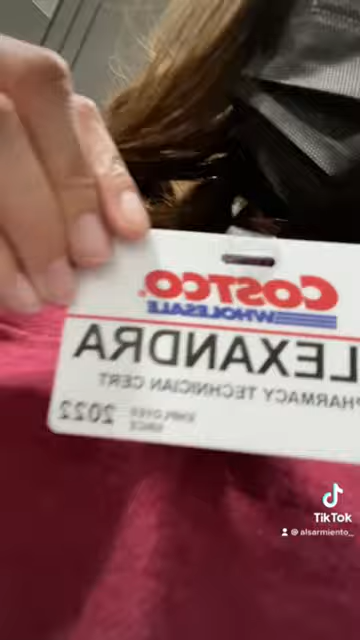 COSTCO
WHOLESALE
LEXANDRA
PHARMACY TECHNICIAN CERT
EMPLOYEE SINCE 2022
TikTok
@alsarmiento_